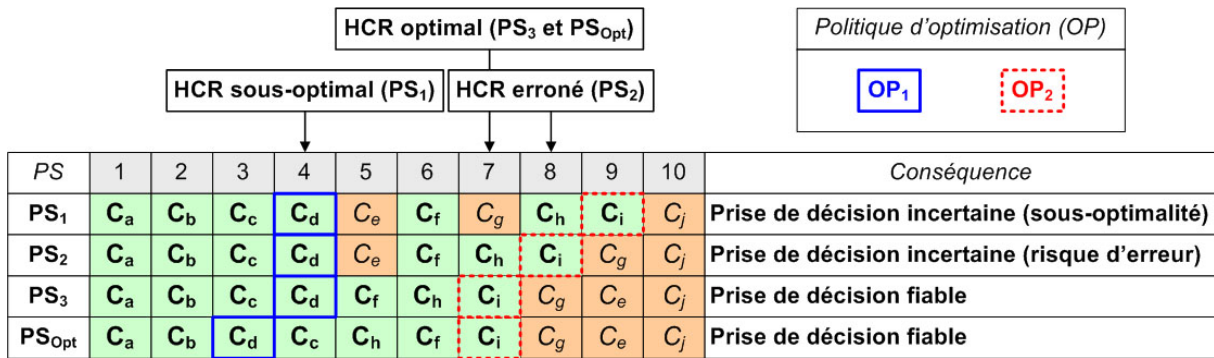 HCR optimal (PS3 et PSOpt)
HCR sous-optimal (PS1)
HCR erroné (PS2)
Politique d'optimisation (OP)
OP1 OP2
PS 1 2 3 4 5 6 7 8 9 10 Conséquence
PS1 Ca Cb Cc Cd Ce Cf Cg Ch Ci Cj Prise de décision incertaine (sous-optimalité)
PS2 Ca Cb Cc Cd Ce Cf Ch Ci Cg Cj Prise de décision incertaine (risque d'erreur)
PS3 Ca Cb Cc Cd Cf Ch Ci Cg Ce Cj Prise de décision fiable
PSOpt Ca Cb Cd Cc Ch Cf Ci Cg Ce Cj Prise de décision fiable